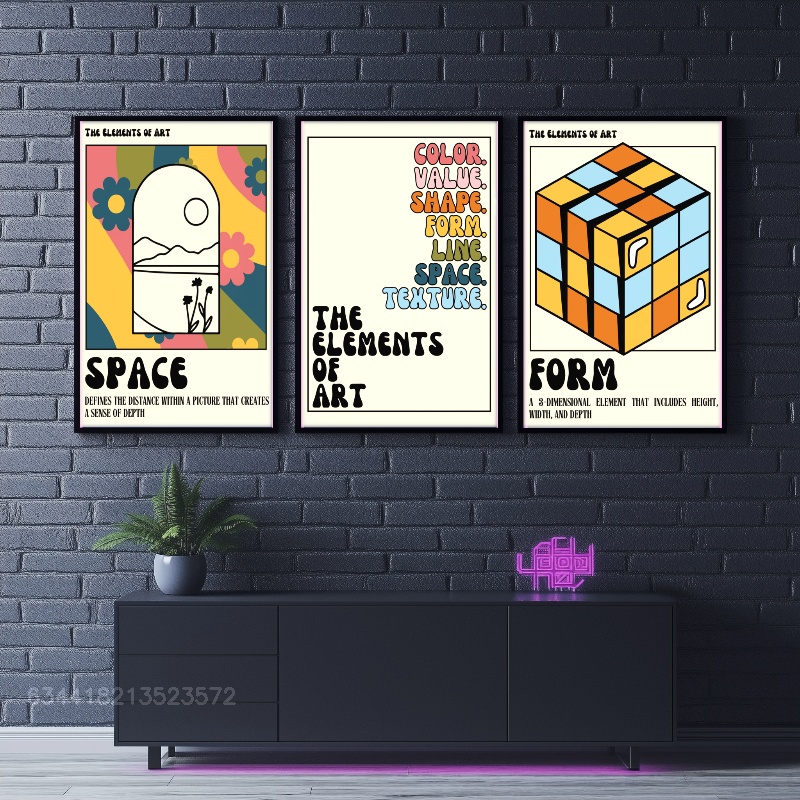 THE ELEMENTS OF ART
SPACE
DEFINES THE DISTANCE WITHIN A PICTURE THAT CREATES
A SENSE OF DEPTH
COLOR.
VALUE.
SHAPE.
FORM.
LINE.
SPACE.
TEXTURE.
THE
ELEMENTS
OF
ART
THE ELEMENTS OF ART
FORM
A 3-DIMENSIONAL ELEMENT THAT INCLUDES HEIGHT,
WIDTH, AND DEPTH
634418213523572